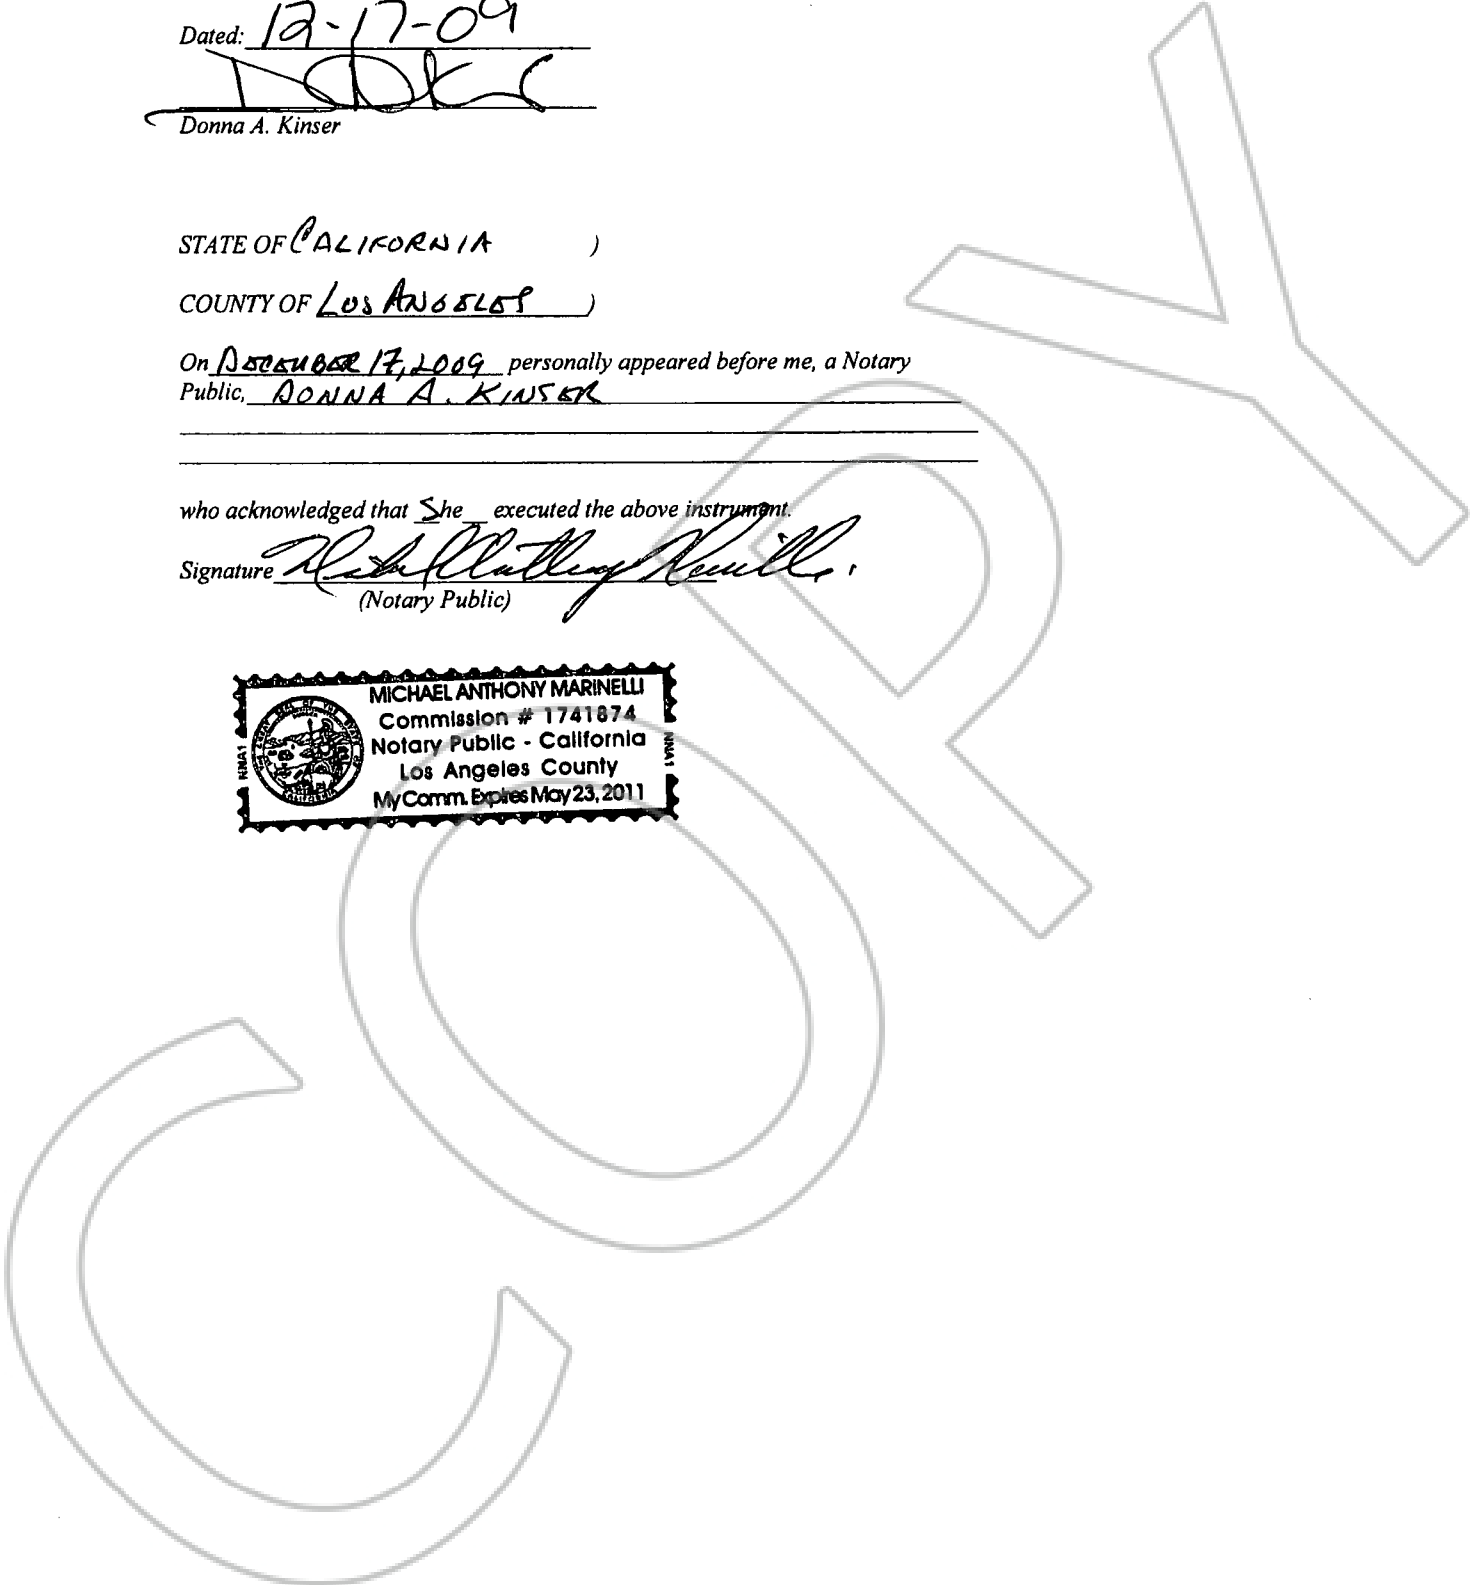 Dated: 12-17-09
Donna A. Kinser
STATE OF CALIFORNIA )
COUNTY OF LOS ANGELES )
On DECEMBER 17, 2009 personally appeared before me, a Notary
Public, DONNA A. KINSER
who acknowledged that She executed the above instrument.
Signature
(Notary Public)
MICHAEL ANTHONY MARINELLI
Commission # 1741874
Notary Public - California
Los Angeles County
My Comm. Expires May 23, 2011
NNA1
NNA1
COPY